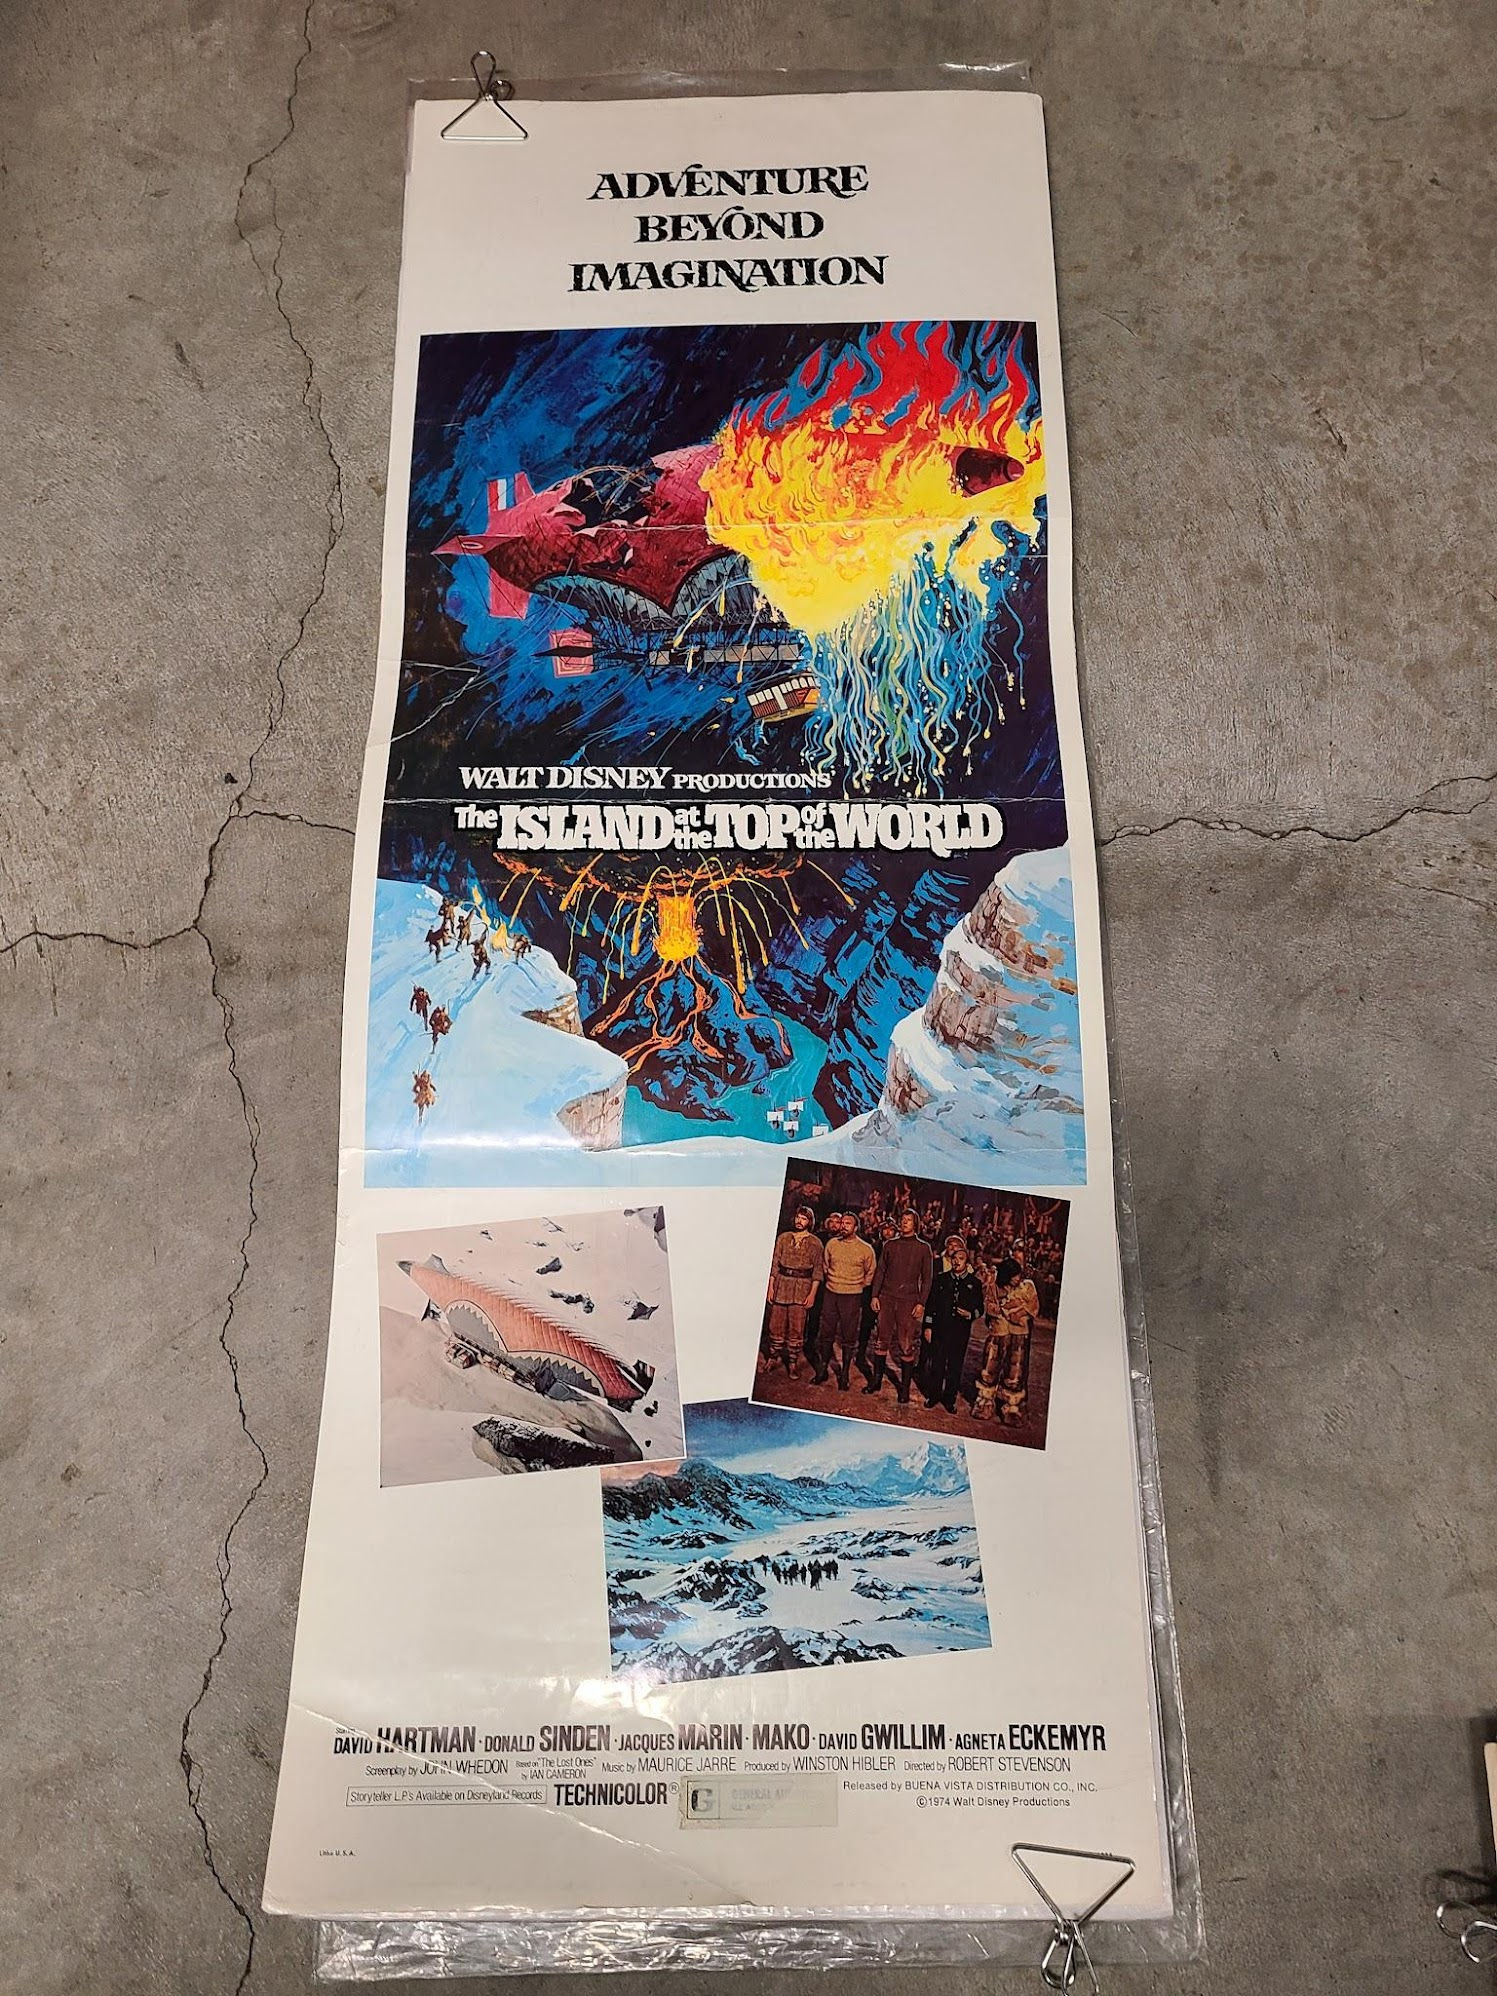 ADVENTURE
BEYOND
IMAGINATION
WALT DISNEY PRODUCTIONS'
The ISLAND at the TOP of the WORLD
Starring
DAVID HARTMAN · DONALD SINDEN · JACQUES MARIN · MAKO · DAVID GWILLIM · AGNETA ECKEMYR
Screenplay by JOHN WHEDON Based on "The Lost Ones" by IAN CAMERON Music by MAURICE JARRE Produced by WINSTON HIBLER Directed by ROBERT STEVENSON
Storyteller L.P.'s Available on Disneyland Records TECHNICOLOR® G GENERAL Released by BUENA VISTA DISTRIBUTION CO., INC.
©1974 Walt Disney Productions
Litho U.S.A.